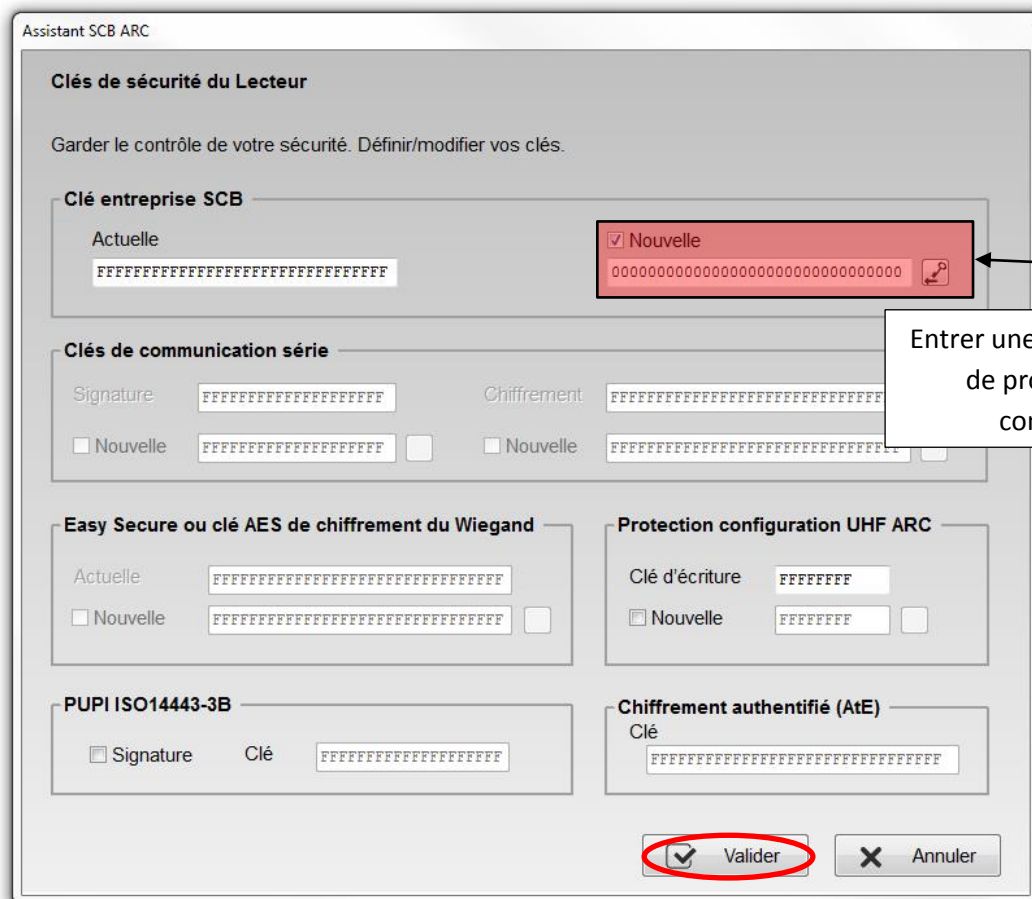 Assistant SCB ARC
Clés de sécurité du Lecteur
Garder le contrôle de votre sécurité. Définir/modifier vos clés.
Clé entreprise SCB
Actuelle
Nouvelle
FFFFFFFFFFFFFFFFFFFFFFFFFFFFFFFF
00000000000000000000000000000000
Entrer une
Clés de communication série
Signature FFFFFFFFFFFFFFFFFFFF
Chiffrement
Nouvelle FFFFFFFFFFFFFFFFFFFF
Nouvelle
Easy Secure ou clé AES de chiffrement du Wiegand
Actuelle FFFFFFFFFFFFFFFFFFFFFFFFFFFFFFFF
Nouvelle FFFFFFFFFFFFFFFFFFFFFFFFFFFFFFFF
Protection configuration UHF ARC
Clé d'écriture FFFFFFFF
Nouvelle FFFFFFFF
PUPI ISO14443-3B
Signature Clé FFFFFFFFFFFFFFFFFFFF
Chiffrement authentifié (AtE)
Clé
FFFFFFFFFFFFFFFFFFFFFFFFFFFFFFFF
Valider Annuler